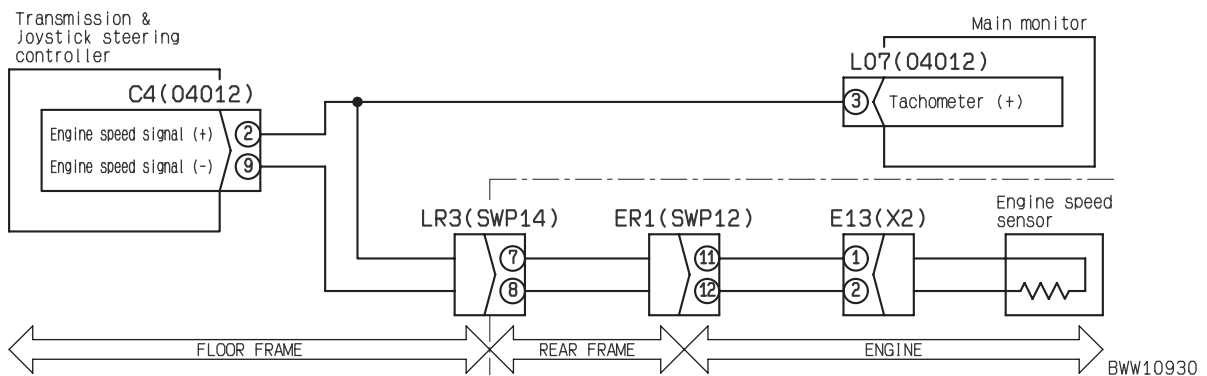 Transmission &
joystick steering
controller
Main monitor
C4(04012)
L07(04012)
Engine speed signal (+)
2
Engine speed signal (-)
9
3
Tachometer (+)
LR3(SWP14)
ER1(SWP12)
E13(X2)
Engine speed
sensor
7
8
11
12
1
2
FLOOR FRAME
REAR FRAME
ENGINE
BWW10930